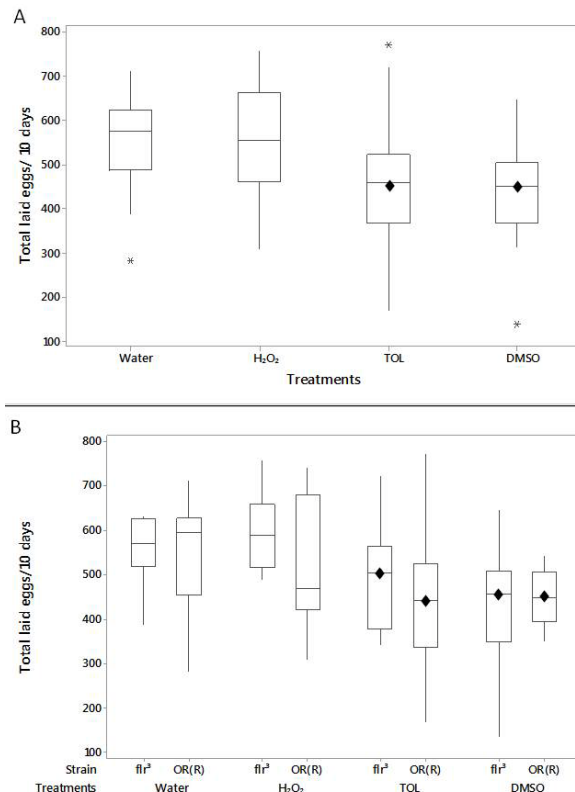 A
Total laid eggs/ 10 days
800
700
600
500
400
300
200
100
Water H₂O₂ TOL DMSO
Treatments
B
Total laid eggs/10 days
800
700
600
500
400
300
200
100
Strain flr³ OR(R) flr³ OR(R) flr³ OR(R) flr³ OR(R)
Treatments Water H₂O₂ TOL DMSO